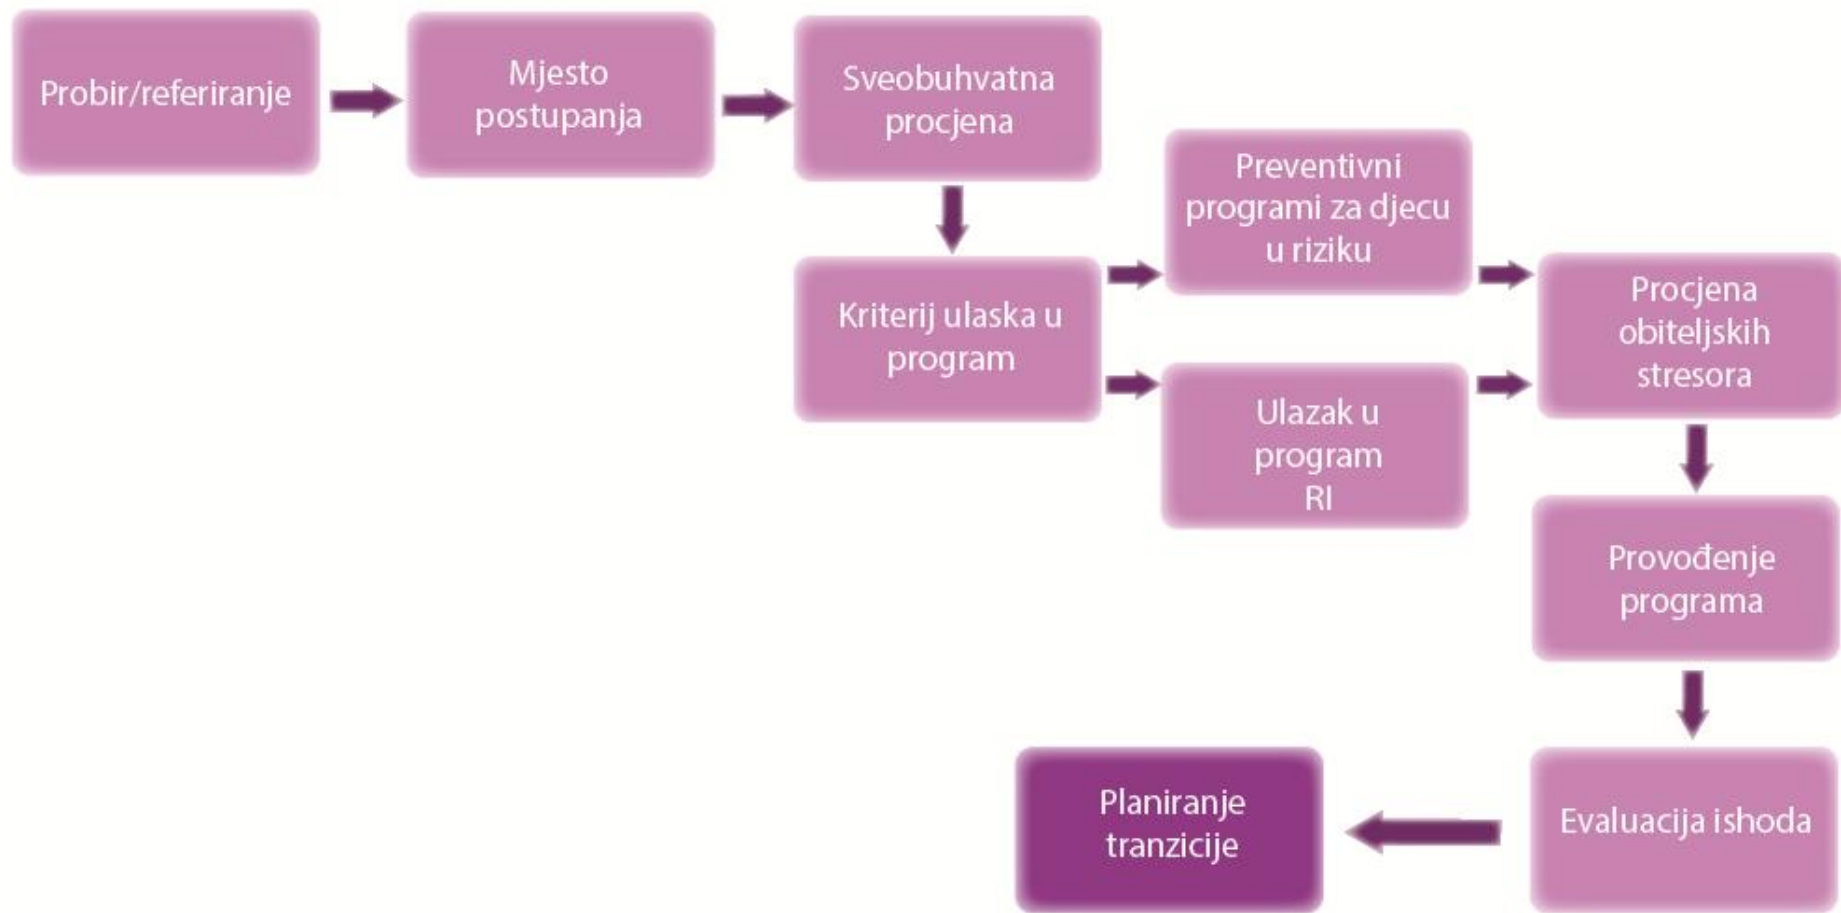 Probir/referiranje
Mjesto
postupanja
Sveobuhvatna
procjena
Kriterij ulaska u
program
Preventivni
programi za djecu
u riziku
Ulazak u
program
RI
Procjena
obiteljskih
stresora
Provođenje
programa
Evaluacija ishoda
Planiranje
tranzicije